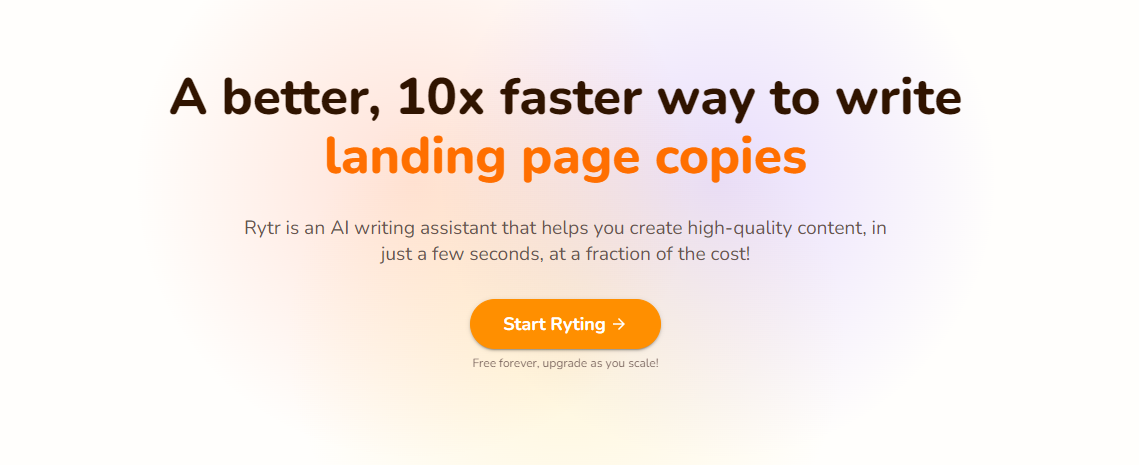 A better, 10x faster way to write
landing page copies
Rytr is an AI writing assistant that helps you create high-quality content, in
just a few seconds, at a fraction of the cost!
Start Ryting →
Free forever, upgrade as you scale!